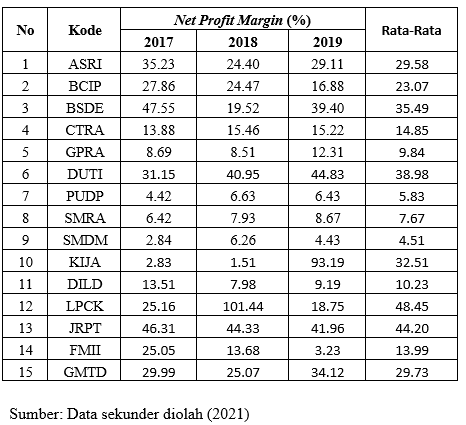 No Kode Net Profit Margin (%) Rata-Rata
2017 2018 2019
1 ASRI 35.23 24.40 29.11 29.58
2 BCIP 27.86 24.47 16.88 23.07
3 BSDE 47.55 19.52 39.40 35.49
4 CTRA 13.88 15.46 15.22 14.85
5 GPRA 8.69 8.51 12.31 9.84
6 DUTI 31.15 40.95 44.83 38.98
7 PUDP 4.42 6.63 6.43 5.83
8 SMRA 6.42 7.93 8.67 7.67
9 SMDM 2.84 6.26 4.43 4.51
10 KIJA 2.83 1.51 93.19 32.51
11 DILD 13.51 7.98 9.19 10.23
12 LPCK 25.16 101.44 18.75 48.45
13 JRPT 46.31 44.33 41.96 44.20
14 FMII 25.05 13.68 3.23 13.99
15 GMTD 29.99 25.07 34.12 29.73
Sumber: Data sekunder diolah (2021)